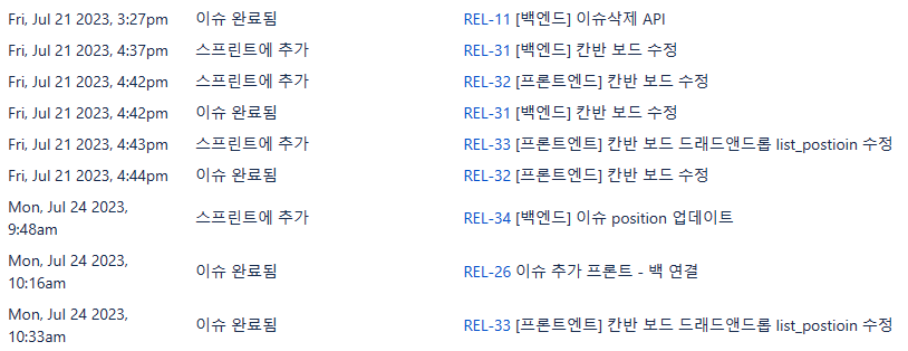 Fri, Jul 21 2023, 3:27pm 이슈 완료됨 REL-11 [백엔드] 이슈삭제 API
Fri, Jul 21 2023, 4:37pm 스프린트에 추가 REL-31 [백엔드] 칸반 보드 수정
Fri, Jul 21 2023, 4:42pm 스프린트에 추가 REL-32 [프론트엔드] 칸반 보드 수정
Fri, Jul 21 2023, 4:42pm 이슈 완료됨 REL-31 [백엔드] 칸반 보드 수정
Fri, Jul 21 2023, 4:43pm 스프린트에 추가 REL-33 [프론트엔트] 칸반 보드 드래드앤드롭 list_postioin 수정
Fri, Jul 21 2023, 4:44pm 이슈 완료됨 REL-32 [프론트엔드] 칸반 보드 수정
Mon, Jul 24 2023,
9:48am 스프린트에 추가 REL-34 [백엔드] 이슈 position 업데이트
Mon, Jul 24 2023,
10:16am 이슈 완료됨 REL-26 이슈 추가 프론트 - 백 연결
Mon, Jul 24 2023,
10:33am 이슈 완료됨 REL-33 [프론트엔트] 칸반 보드 드래드앤드롭 list_postioin 수정